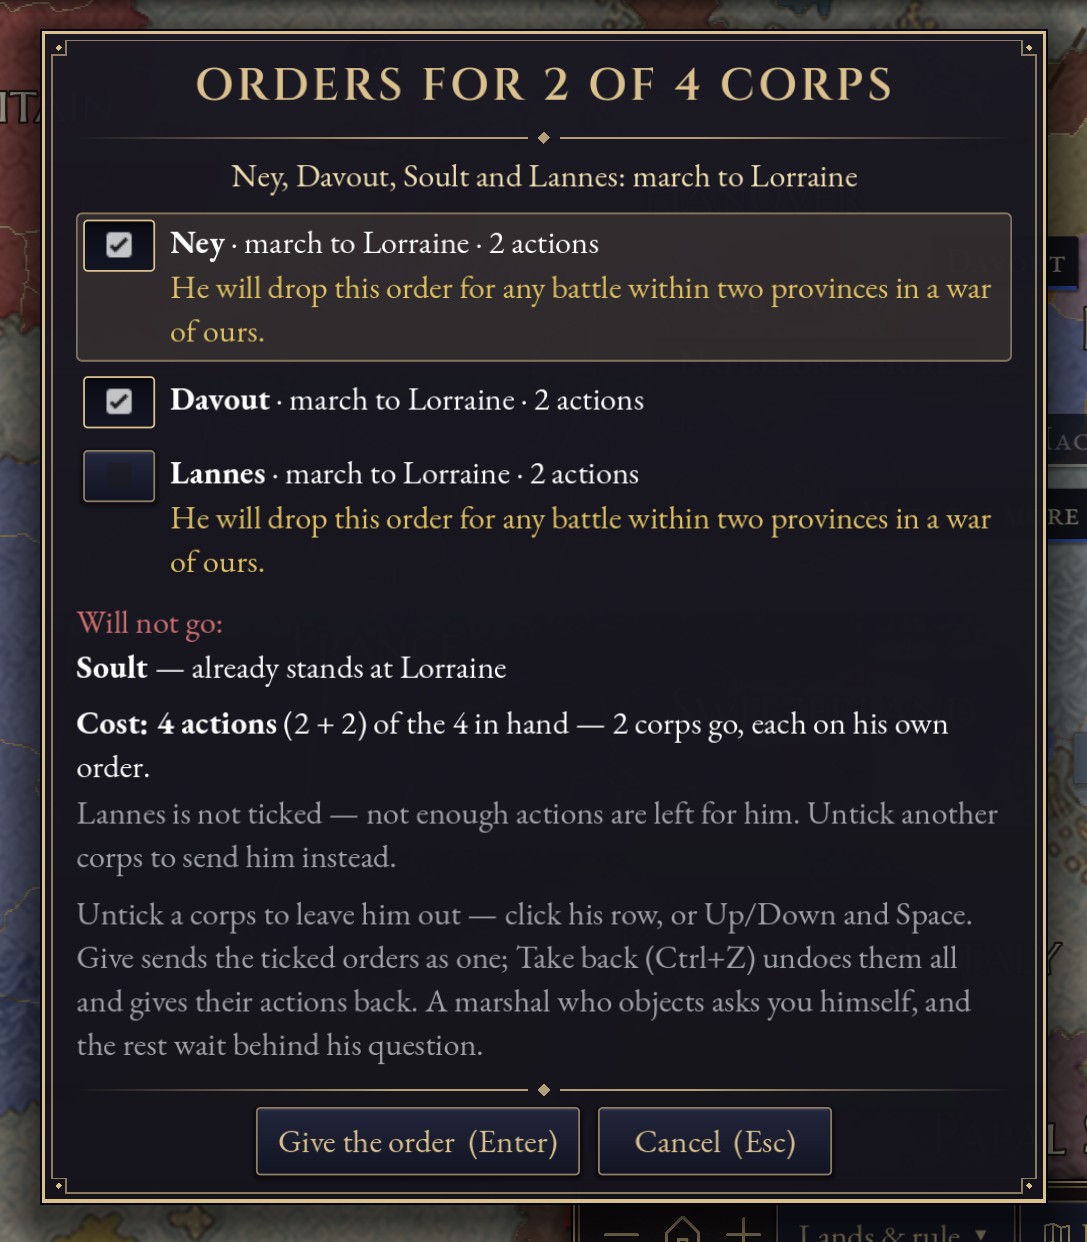 ORDERS FOR 2 OF 4 CORPS
Ney, Davout, Soult and Lannes: march to Lorraine
Ney · march to Lorraine · 2 actions
He will drop this order for any battle within two provinces in a war
of ours.
Davout · march to Lorraine · 2 actions
Lannes · march to Lorraine · 2 actions
He will drop this order for any battle within two provinces in a war
of ours.
Will not go:
Soult — already stands at Lorraine
Cost: 4 actions (2 + 2) of the 4 in hand — 2 corps go, each on his own
order.
Lannes is not ticked — not enough actions are left for him. Untick another
corps to send him instead.
Untick a corps to leave him out — click his row, or Up/Down and Space.
Give sends the ticked orders as one; Take back (Ctrl+Z) undoes them all
and gives their actions back. A marshal who objects asks you himself, and
the rest wait behind his question.
Give the order (Enter)
Cancel (Esc)
Lands & rule ▾